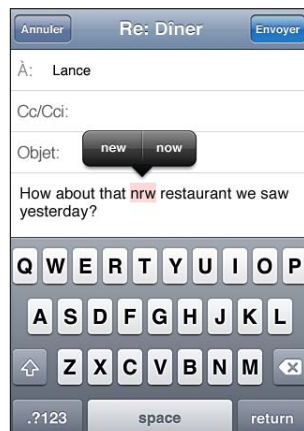 Annuler Re: Dîner Envoyer
À: Lance
Cc/Cci:
Objet:
new now
How about that nrw restaurant we saw
yesterday?
Q W E R T Y U I O P
A S D F G H J K L
Z X C V B N M
.?123 space return